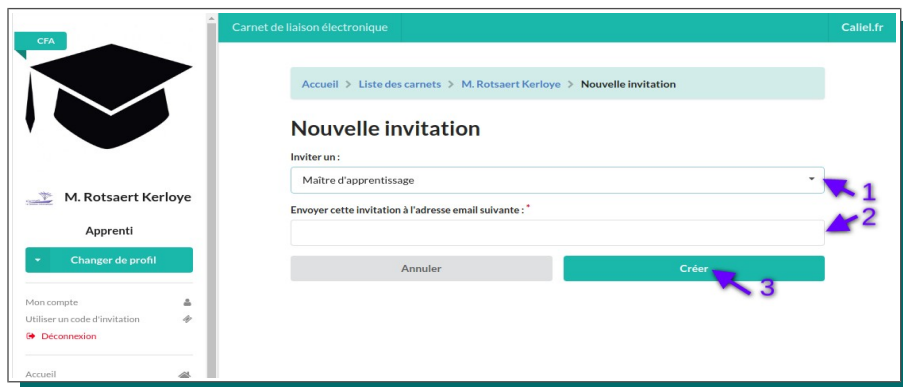 Carnet de liaison électronique
Caliel.fr
CFA
M. Rotsaert Kerloye
Apprenti
Changer de profil
Mon compte
Utiliser un code d'invitation
Déconnexion
Accueil
Accueil > Liste des carnets > M. Rotsaert Kerloye > Nouvelle invitation
Nouvelle invitation
Inviter un :
Maître d'apprentissage
1
Envoyer cette invitation à l'adresse email suivante : *
2
Annuler
Créer
3